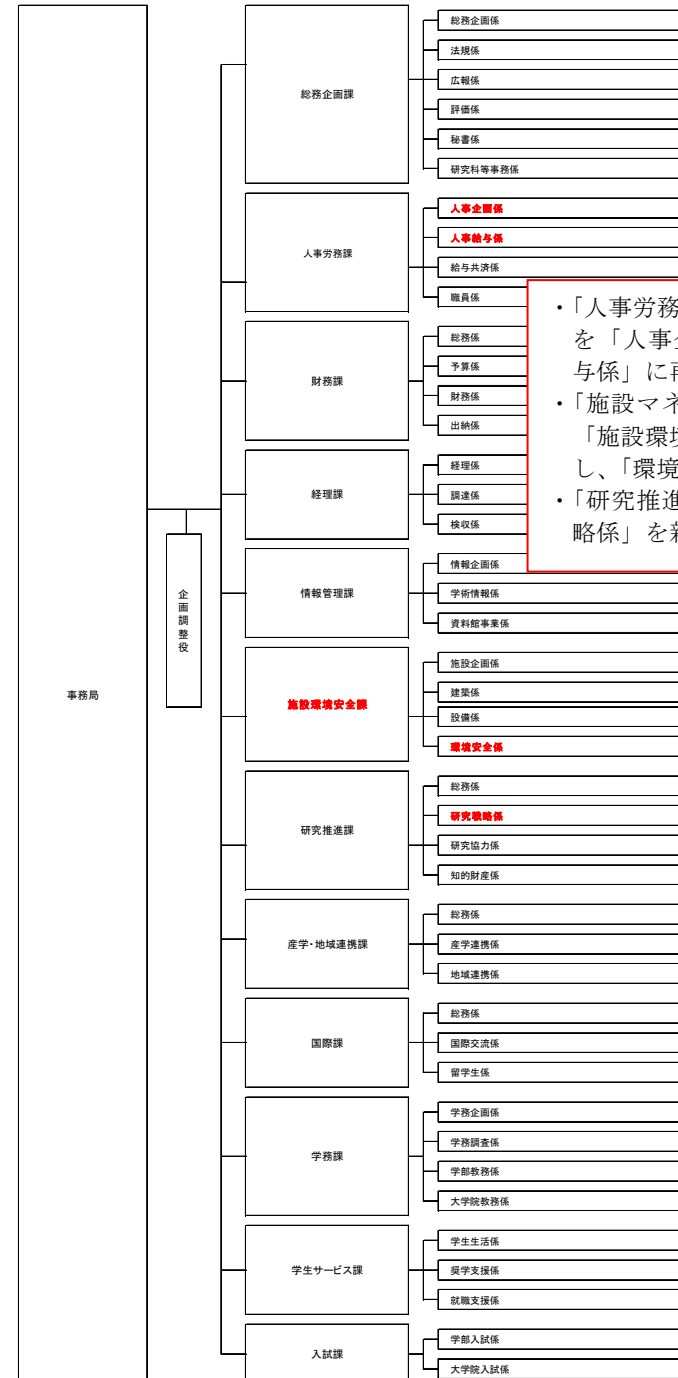 総務企画係
法規係
広報係
総務企画課
評価係
秘書係
研究科等事務係
人事企画係
人事給与係
人事労務課
給与共済係
職員係
・「人事労務
を「人事
与係」に
・「施設マネ
「施設環
し、「環境
・「研究推
略係」を
総務係
予算係
財務課
財務係
出納係
経理係
経理課
調達係
検収係
情報企画係
情報管理課
学術情報係
資料館事業係
企画調整役
事務局
施設企画係
建築係
施設環境安全課
設備係
環境安全係
総務係
研究戦略係
研究推進課
研究協力係
知的財産係
総務係
産学・地域連携課
産学連携係
地域連携係
総務係
国際課
国際交流係
留学生係
学務企画係
学務調査係
学務課
学部教務係
大学院教務係
学生生活係
学生サービス課
奨学支援係
就職支援係
学部入試係
入試課
大学院入試係